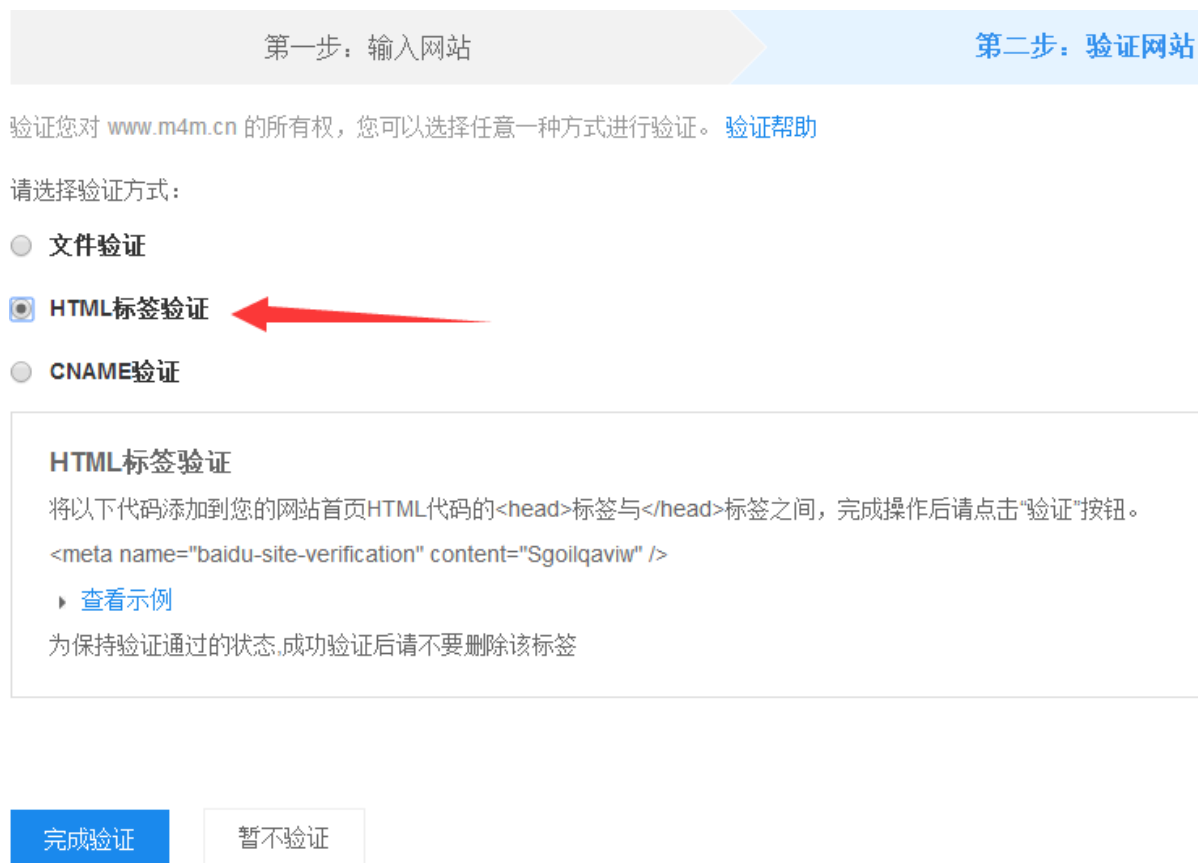 第一步：输入网站
第二步：验证网站
验证您对 www.m4m.cn 的所有权，您可以选择任意一种方式进行验证。 验证帮助
请选择验证方式：
文件验证
HTML标签验证
CNAME验证
HTML标签验证
将以下代码添加到您的网站首页HTML代码的<head>标签与</head>标签之间，完成操作后请点击“验证”按钮。
<meta name="baidu-site-verification" content="Sgoilqaviw" />
查看示例
为保持验证通过的状态,成功验证后请不要删除该标签
完成验证
暂不验证